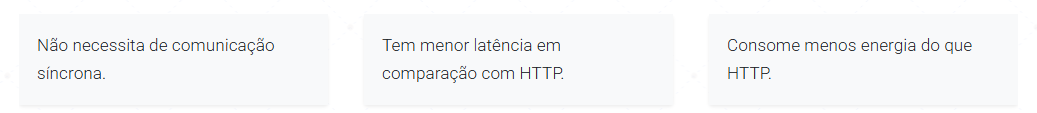 Não necessita de comunicação
síncrona.
Tem menor latência em
comparação com HTTP.
Consome menos energia do que
HTTP.